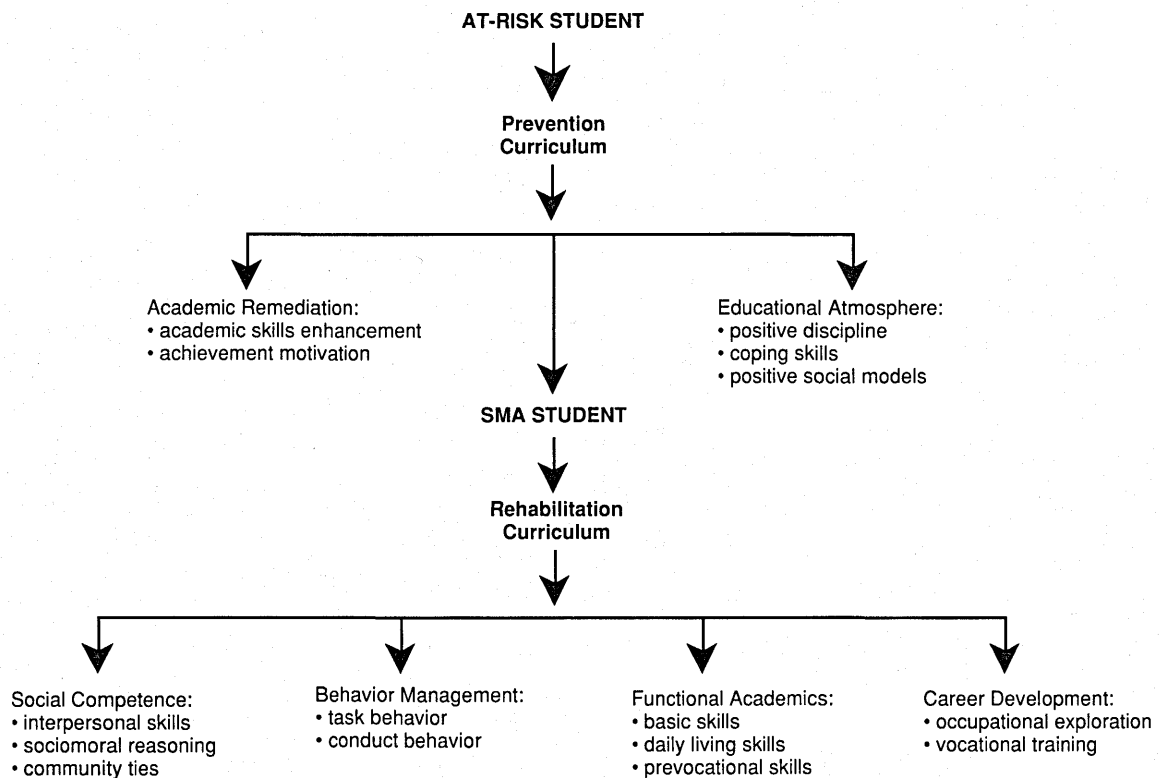 AT-RISK STUDENT
Prevention
Curriculum
Academic Remediation:
• academic skills enhancement
• achievement motivation
Educational Atmosphere:
• positive discipline
• coping skills
• positive social models
SMA STUDENT
Rehabilitation
Curriculum
Social Competence:
• interpersonal skills
• sociomoral reasoning
• community ties
Behavior Management:
• task behavior
• conduct behavior
Functional Academics:
• basic skills
• daily living skills
• prevocational skills
Career Development:
• occupational exploration
• vocational training